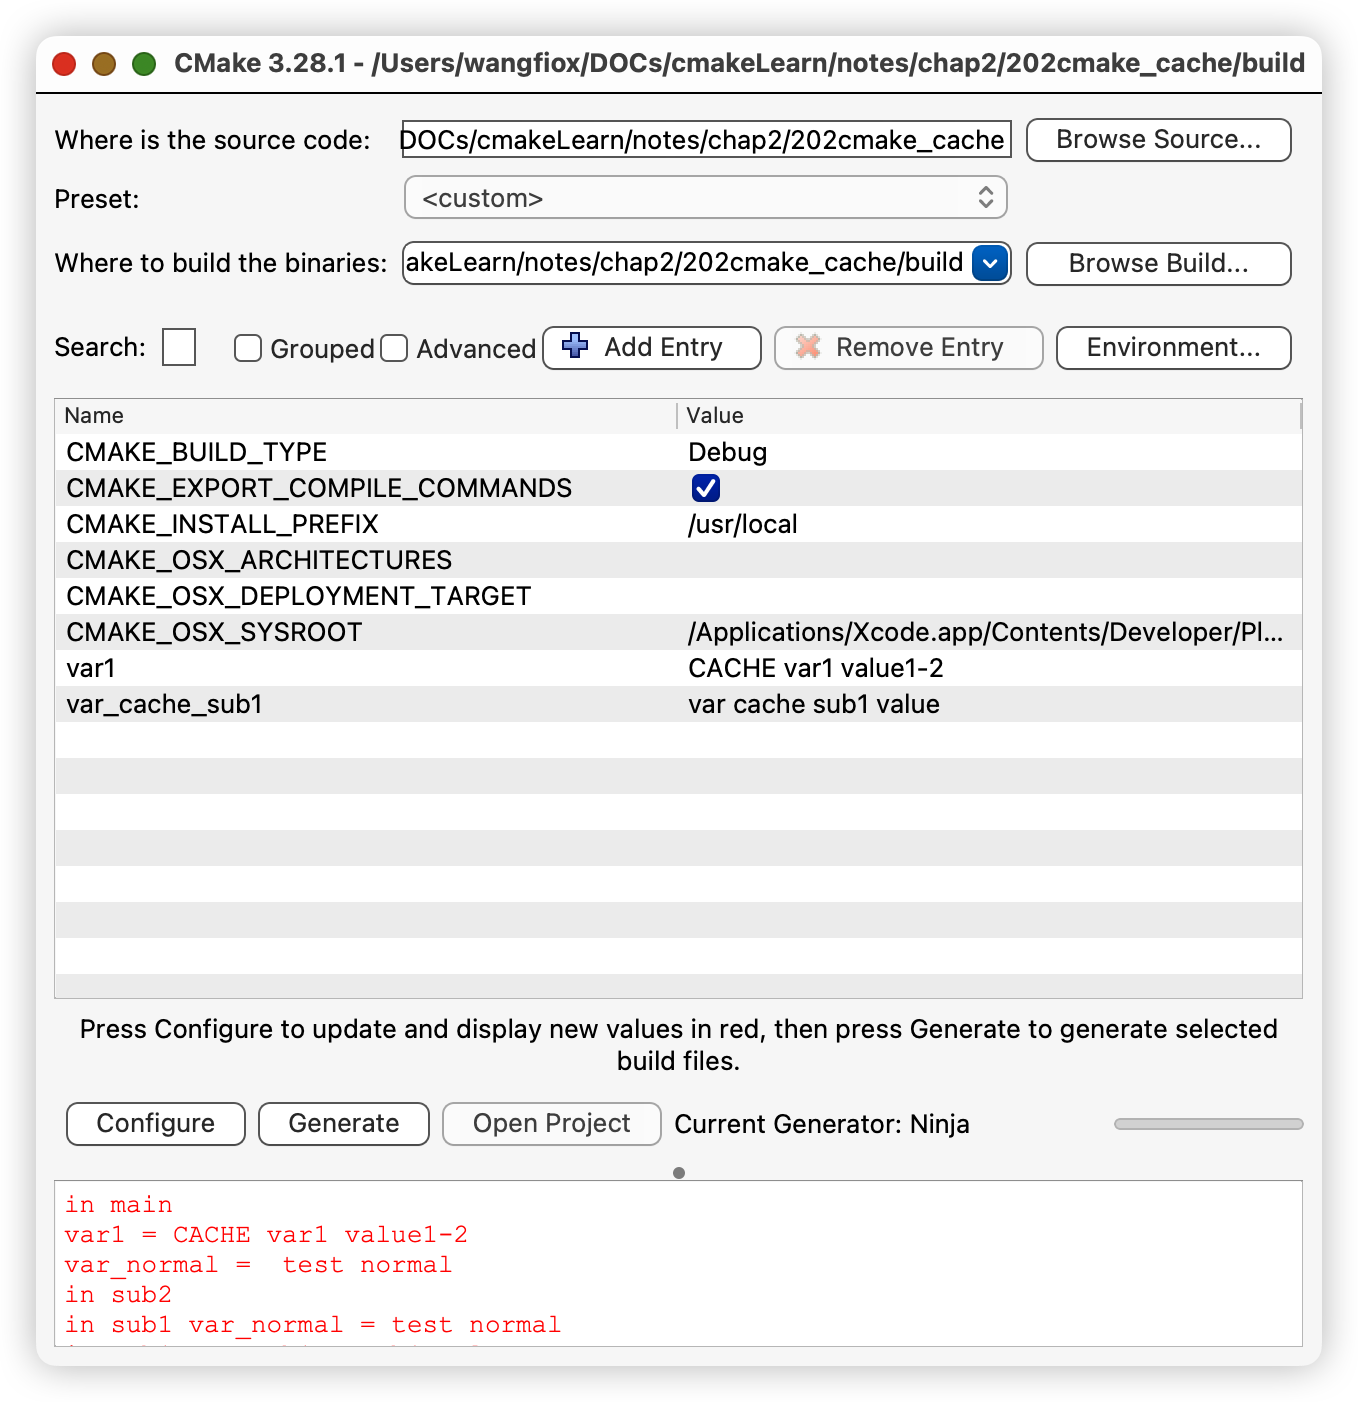 CMake 3.28.1 - /Users/wangfiox/DOCs/cmakeLearn/notes/chap2/202cmake_cache/build
Where is the source code: DOCs/cmakeLearn/notes/chap2/202cmake_cache Browse Source...
Preset: <custom>
Where to build the binaries: akeLearn/notes/chap2/202cmake_cache/build Browse Build...
Search: Grouped Advanced Add Entry Remove Entry Environment...
Name Value
CMAKE_BUILD_TYPE Debug
CMAKE_EXPORT_COMPILE_COMMANDS
CMAKE_INSTALL_PREFIX /usr/local
CMAKE_OSX_ARCHITECTURES
CMAKE_OSX_DEPLOYMENT_TARGET
CMAKE_OSX_SYSROOT /Applications/Xcode.app/Contents/Developer/Pl...
var1 CACHE var1 value1-2
var_cache_sub1 var cache sub1 value
Press Configure to update and display new values in red, then press Generate to generate selected
build files.
Configure Generate Open Project Current Generator: Ninja
in main
var1 = CACHE var1 value1-2
var_normal =  test normal
in sub2
in sub1 var_normal = test normal